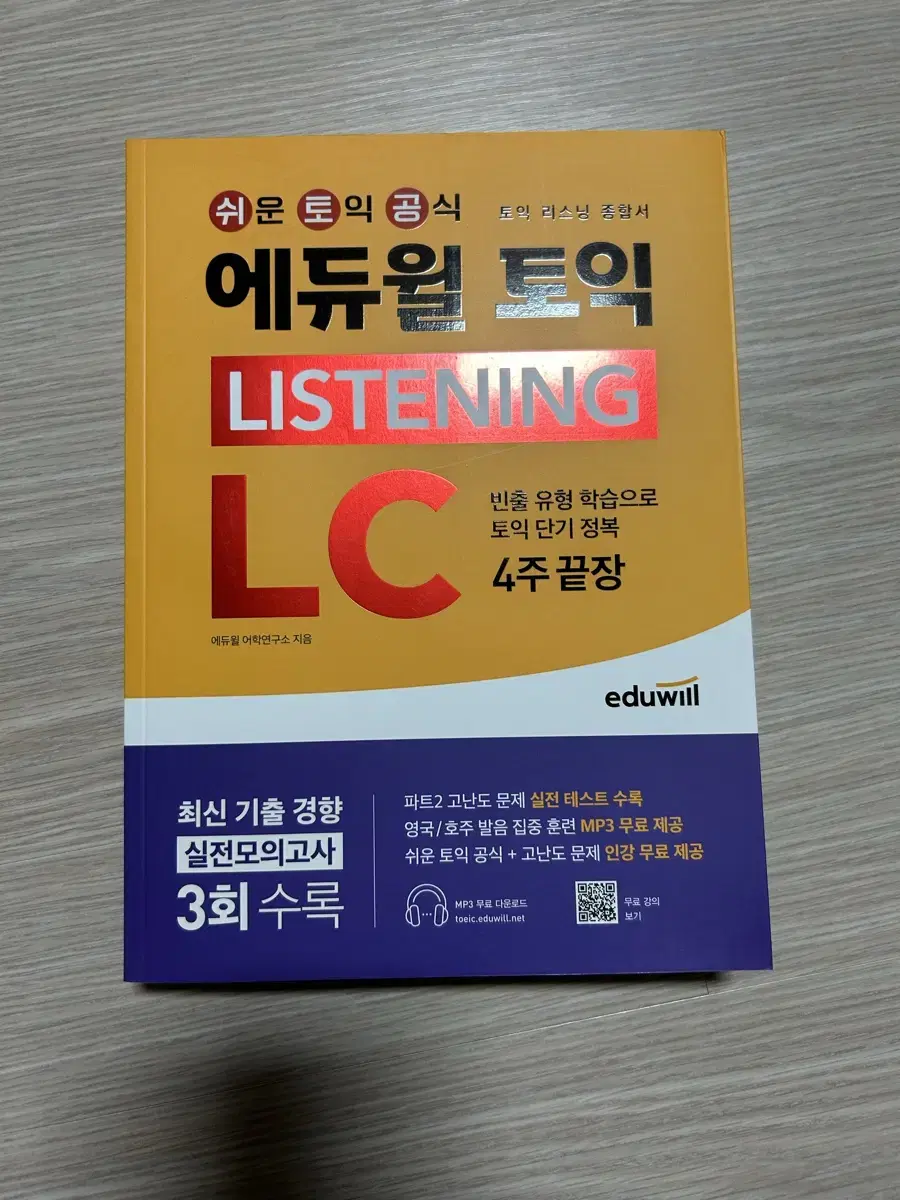 쉬운 토익 공식
토익 리스닝 종합서
에듀윌 토익
LISTENING
LC
빈출 유형 학습으로
토익 단기 정복
4주 끝장
에듀윌 어학연구소 지음
eduwill
최신 기출 경향
실전모의고사
3회 수록
파트2 고난도 문제 실전 테스트 수록
영국/호주 발음 집중 훈련 MP3 무료 제공
쉬운 토익 공식 + 고난도 문제 인강 무료 제공
MP3 무료 다운로드
toeic.eduwill.net
무료 강의
보기